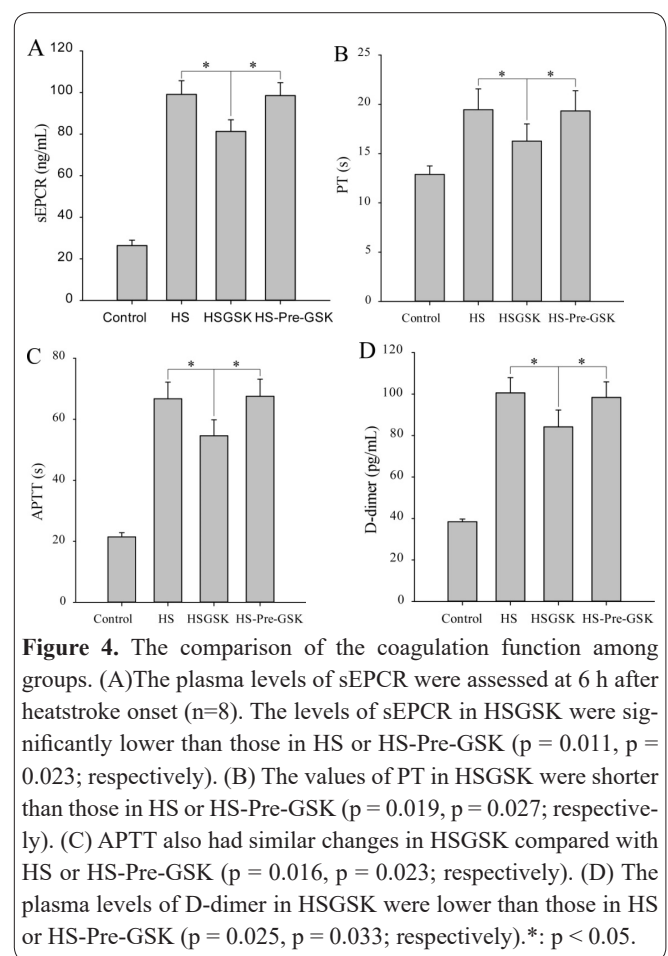 A
120
100
80
60
40
20
0
sEPCR (ng/mL)
* *
Control HS HSGSK HS-Pre-GSK
B
25
20
15
10
5
0
PT (s)
* *
Control HS HSGSK HS-Pre-GSK
C
80
60
40
20
0
APTT (s)
* *
Control HS HSGSK HS-Pre-GSK
D
120
100
80
60
40
20
0
D-dimer (pg/mL)
* *
Control HS HSGSK HS-Pre-GSK
Figure 4. The comparison of the coagulation function among
groups. (A)The plasma levels of sEPCR were assessed at 6 h after
heatstroke onset (n=8). The levels of sEPCR in HSGSK were sig-
nificantly lower than those in HS or HS-Pre-GSK (p = 0.011, p =
0.023; respectively). (B) The values of PT in HSGSK were shorter
than those in HS or HS-Pre-GSK (p = 0.019, p = 0.027; respective-
ly). (C) APTT also had similar changes in HSGSK compared with
HS or HS-Pre-GSK (p = 0.016, p = 0.023; respectively). (D) The
plasma levels of D-dimer in HSGSK were lower than those in HS
or HS-Pre-GSK (p = 0.025, p = 0.033; respectively).*: p < 0.05.